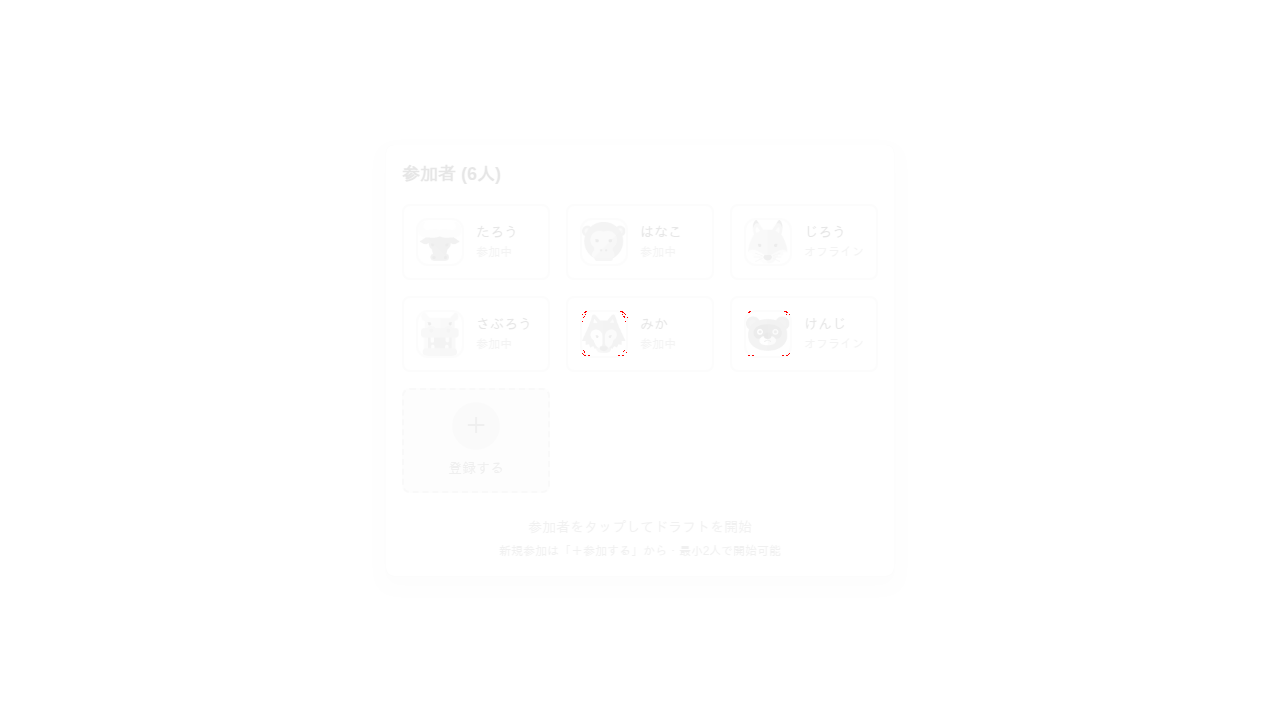 参加者 (6人)
たろう
参加中
はなこ
参加中
じろう
オフライン
さぶろう
参加中
みか
参加中
けんじ
オフライン
+
登録する
参加者をタップしてドラフトを開始
新規参加は「＋参加する」から · 最小2人で開始可能